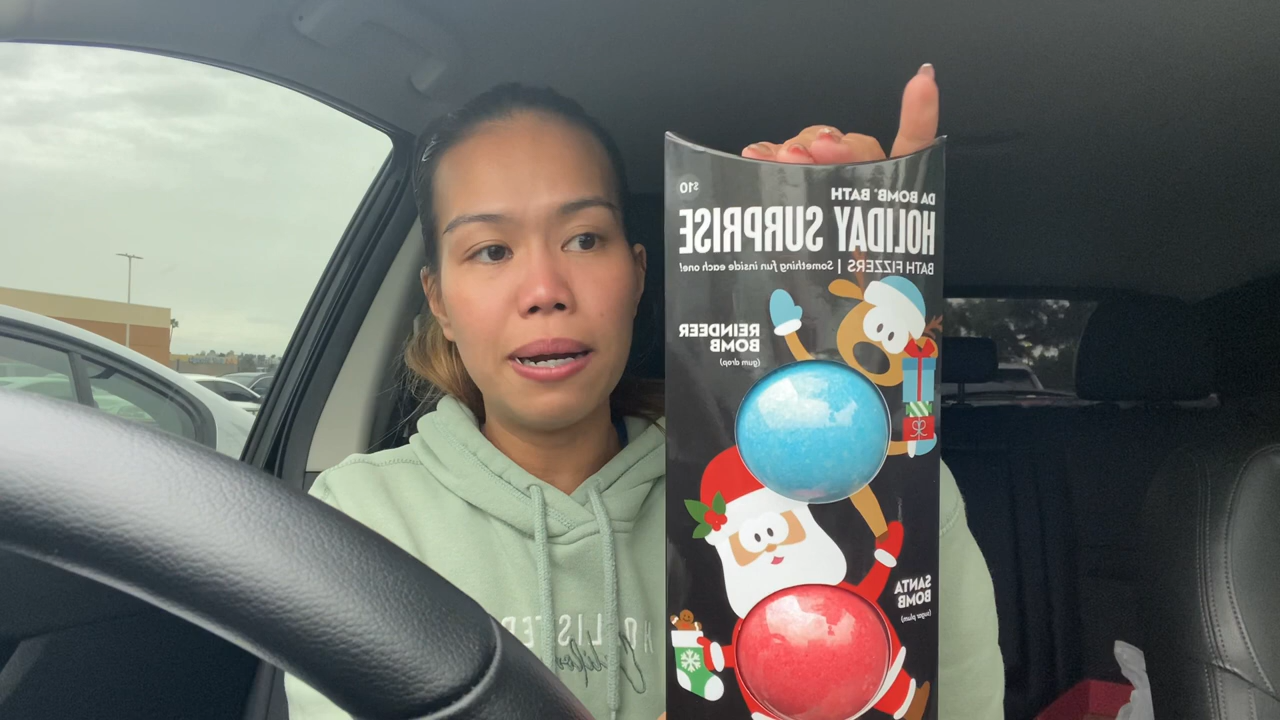 $10
DA BOMB® BATH
HOLIDAY SURPRISE
BATH FIZZERS | Something fun inside each one!
REINDEER
BOMB
(gum drop)
SANTA
BOMB
(sugar plum)
HOLLISTER